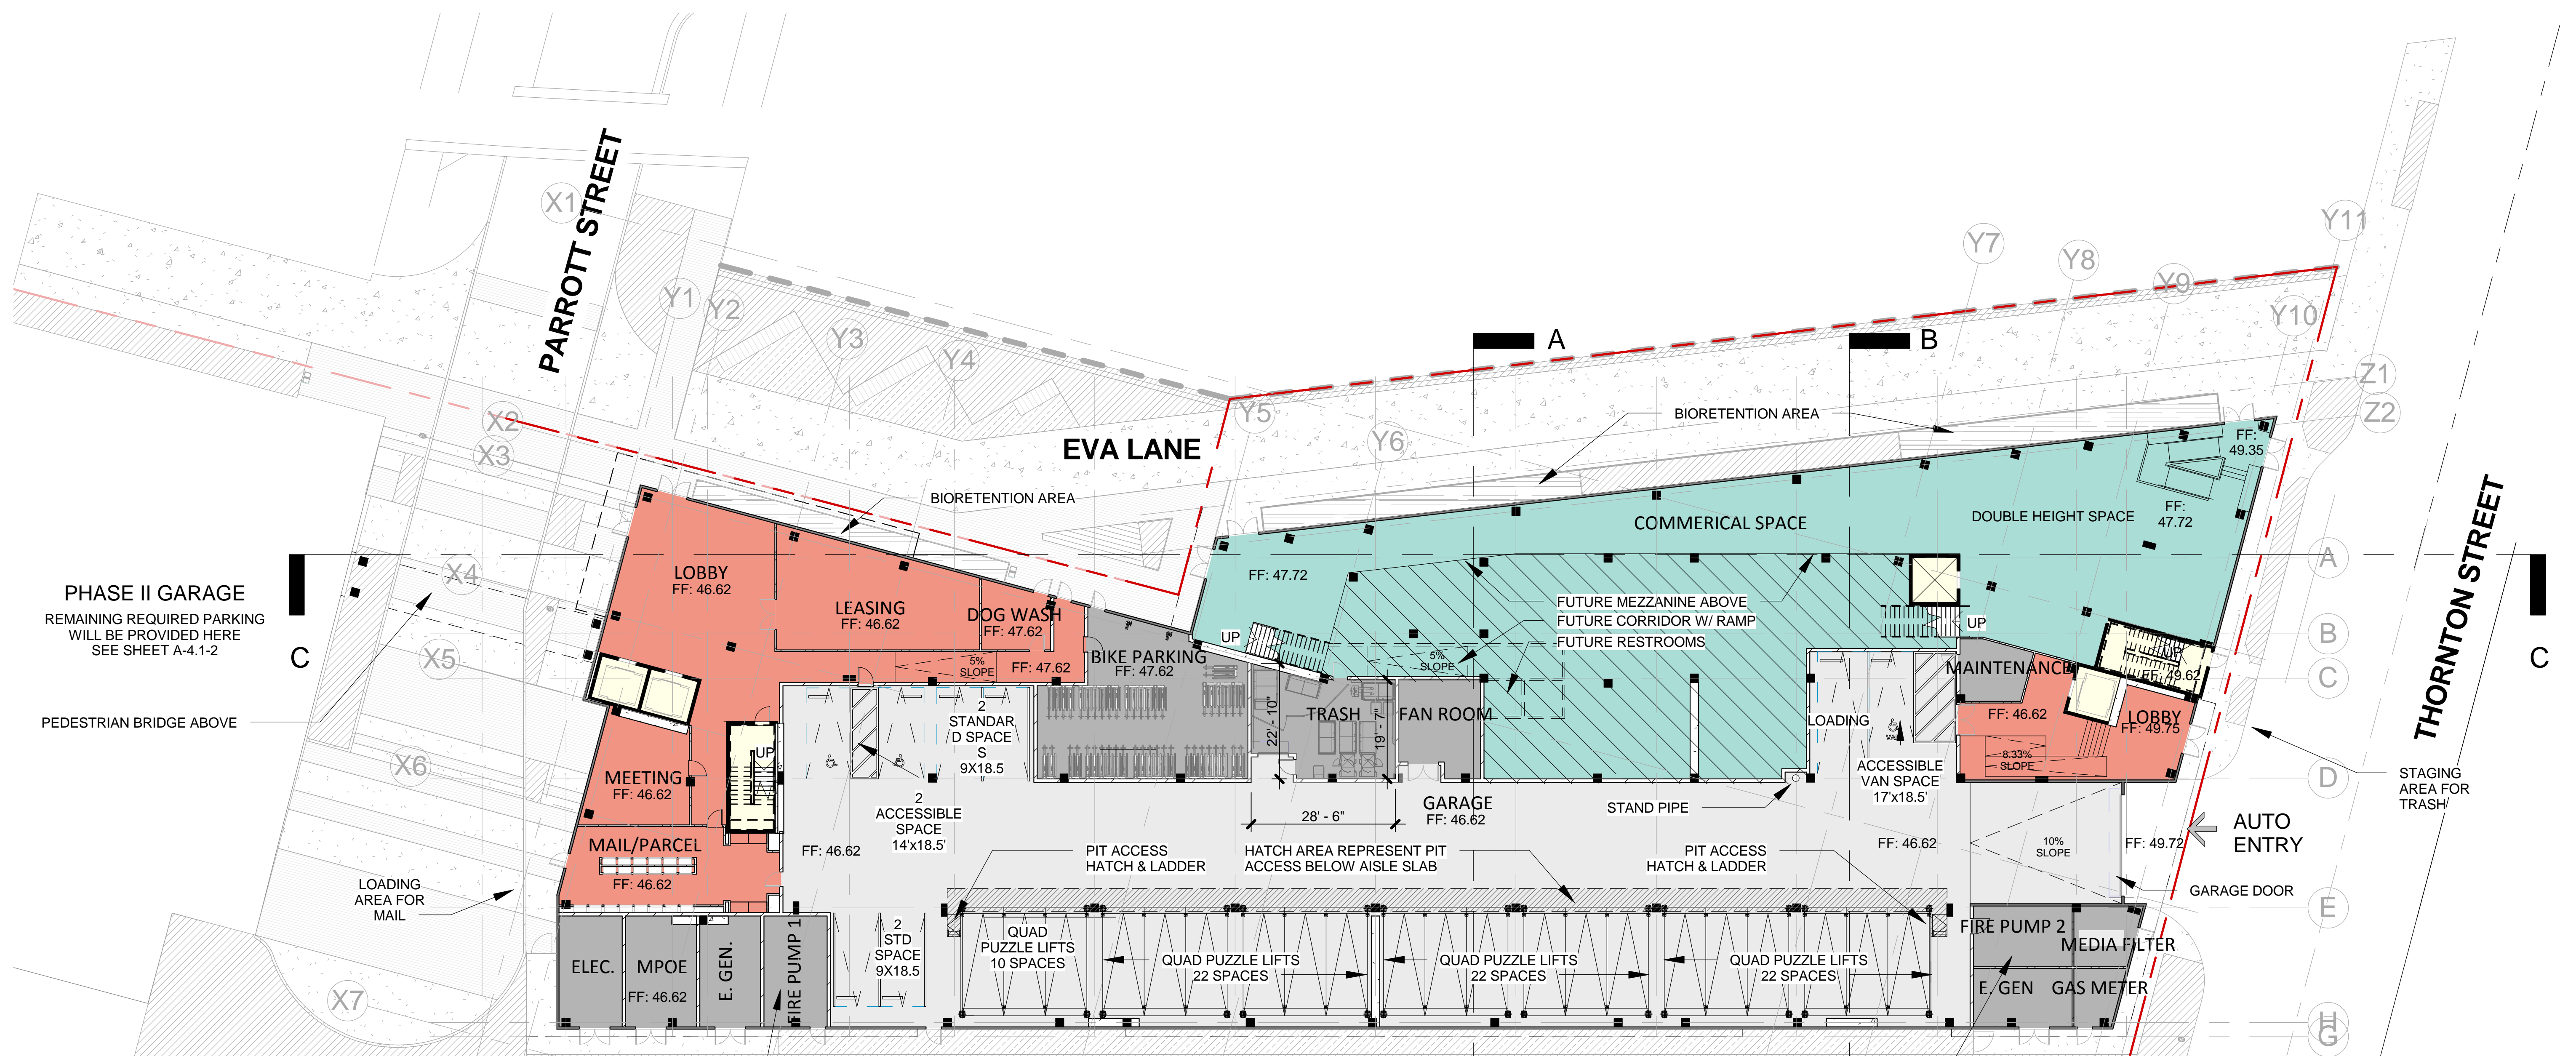 X1
PARROTT STREET
Y1
Y2
Y3
Y4
Y5
Y6
Y7
Y8
Y9
Y10
Y11
Z1
Z2
A
B
X2
X3
EVA LANE
BIORETENTION AREA
BIORETENTION AREA
COMMERICAL SPACE
DOUBLE HEIGHT SPACE
FF:
49.35
FF:
47.72
THORNTON STREET
A
B
C
D
E
H
G
C
C
PHASE II GARAGE
REMAINING REQUIRED PARKING
WILL BE PROVIDED HERE
SEE SHEET A-4.1-2
X4
X5
X6
X7
PEDESTRIAN BRIDGE ABOVE
LOADING
AREA FOR
MAIL
LOBBY
FF: 46.62
LEASING
FF: 46.62
DOG WASH
FF: 47.62
5%
SLOPE
FF: 47.62
BIKE PARKING
FF: 47.62
UP
FF: 47.72
FUTURE MEZZANINE ABOVE
FUTURE CORRIDOR W/ RAMP
FUTURE RESTROOMS
5%
SLOPE
UP
MAINTENANCE
UP
FF: 49.62
FF: 46.62
LOBBY
FF: 49.75
8.33%
SLOPE
STAGING
AREA FOR
TRASH
MEETING
FF: 46.62
UP
MAIL/PARCEL
FF: 46.62
2
STANDAR
D SPACE
S
9X18.5
2
ACCESSIBLE
SPACE
14'x18.5'
FF: 46.62
22' - 10"
TRASH
19' - 7"
FAN ROOM
28' - 6"
GARAGE
FF: 46.62
STAND PIPE
LOADING
VAN
ACCESSIBLE
VAN SPACE
17'x18.5'
FF: 46.62
10%
SLOPE
FF: 49.72
AUTO
ENTRY
GARAGE DOOR
PIT ACCESS
HATCH & LADDER
HATCH AREA REPRESENT PIT
ACCESS BELOW AISLE SLAB
PIT ACCESS
HATCH & LADDER
ELEC.
MPOE
FF: 46.62
E. GEN.
FIRE PUMP 1
2
STD
SPACE
9X18.5
QUAD
PUZZLE LIFTS
10 SPACES
QUAD PUZZLE LIFTS
22 SPACES
QUAD PUZZLE LIFTS
22 SPACES
QUAD PUZZLE LIFTS
22 SPACES
FIRE PUMP 2
MEDIA FILTER
E. GEN
GAS METER